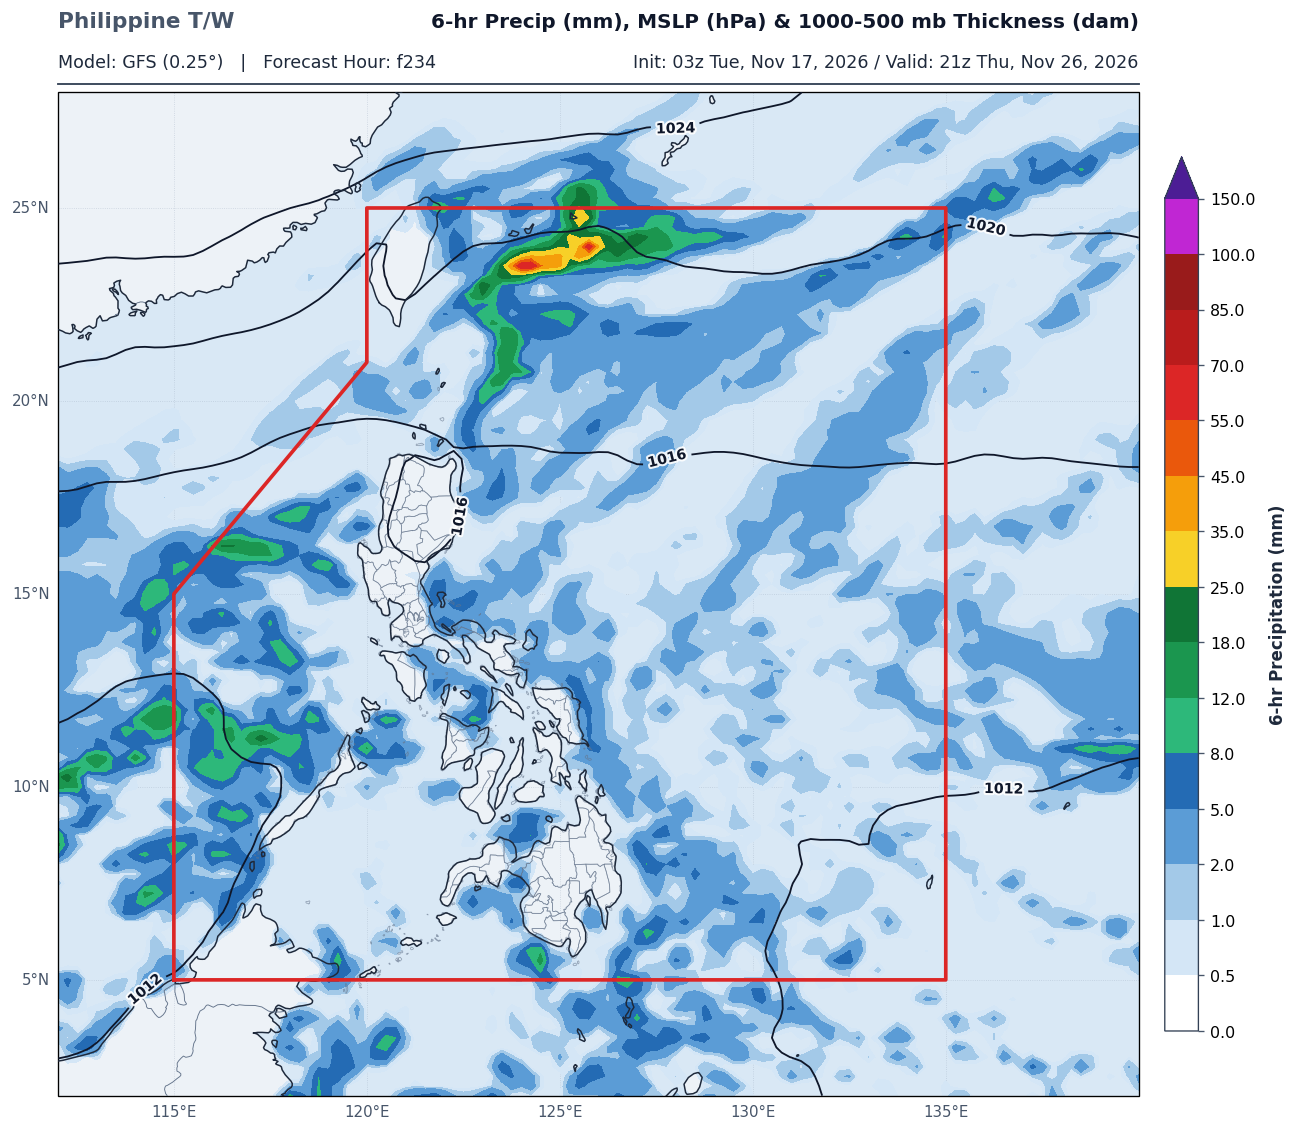 Philippine T/W
6-hr Precip (mm), MSLP (hPa) & 1000-500 mb Thickness (dam)
Model: GFS (0.25°) | Forecast Hour: f234
Init: 03z Tue, Nov 17, 2026 / Valid: 21z Thu, Nov 26, 2026
1024
1020
1016
1016
1012
1012
25°N
20°N
15°N
10°N
5°N
115°E
120°E
125°E
130°E
135°E
150.0
100.0
85.0
70.0
55.0
45.0
35.0
25.0
18.0
12.0
8.0
5.0
2.0
1.0
0.5
0.0
6-hr Precipitation (mm)